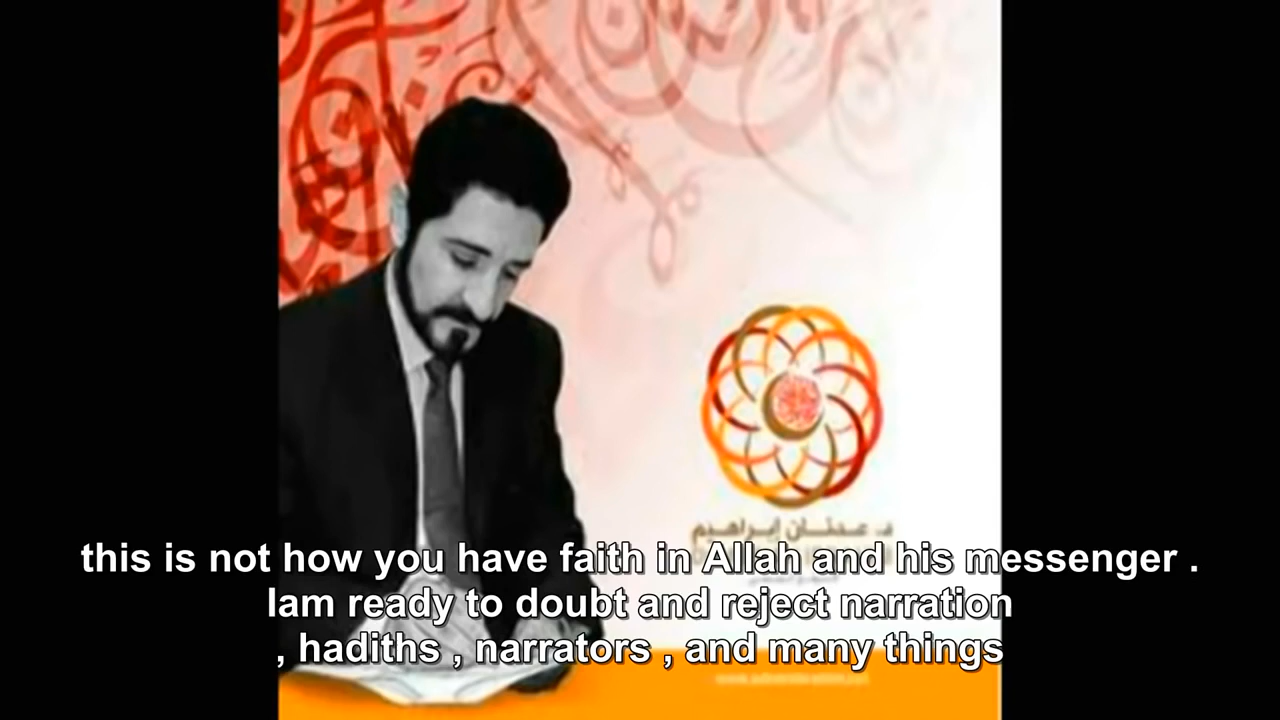 د. عدنان إبراهيم
this is not how you have faith in Allah and his messenger .
Iam ready to doubt and reject narration
, hadiths , narrators , and many things